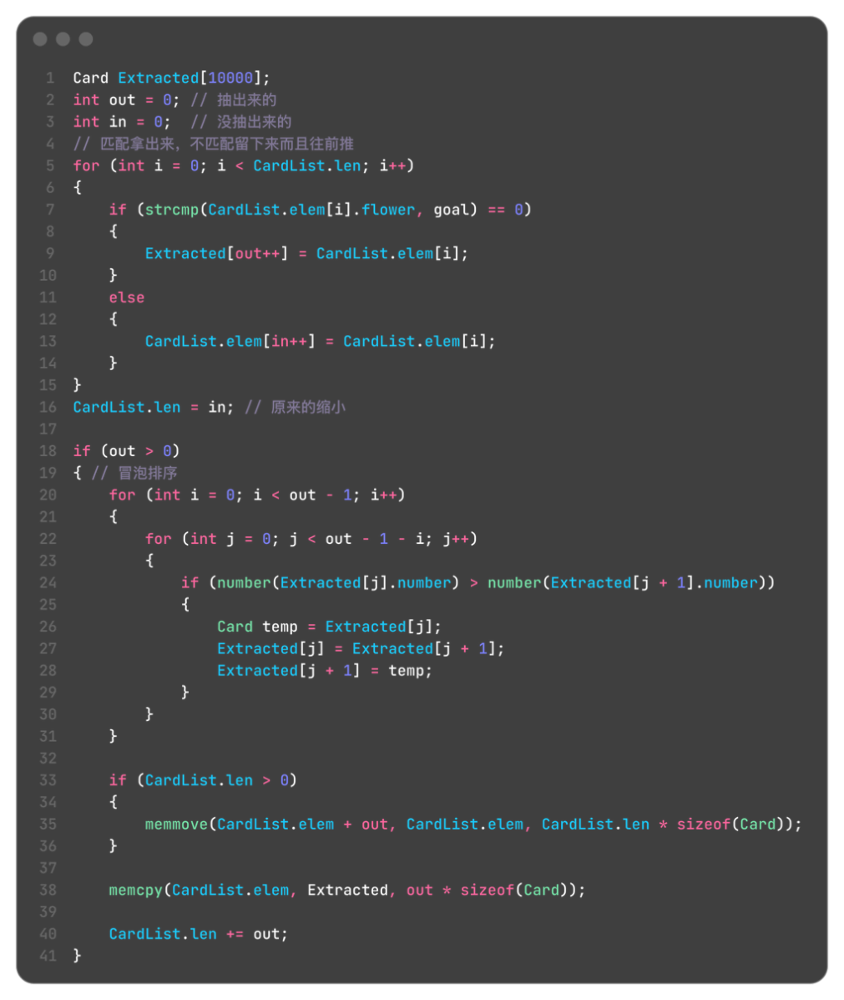 1 Card Extracted[10000];
2 int out = 0; // 抽出来的
3 int in = 0;  // 没抽出来的
4 // 匹配拿出来，不匹配留下来而且往前推
5 for (int i = 0; i < CardList.len; i++)
6 {
7     if (strcmp(CardList.elem[i].flower, goal) == 0)
8     {
9         Extracted[out++] = CardList.elem[i];
10     }
11     else
12     {
13         CardList.elem[in++] = CardList.elem[i];
14     }
15 }
16 CardList.len = in; // 原来的缩小
17
18 if (out > 0)
19 { // 冒泡排序
20     for (int i = 0; i < out - 1; i++)
21     {
22         for (int j = 0; j < out - 1 - i; j++)
23         {
24             if (number(Extracted[j].number) > number(Extracted[j + 1].number))
25             {
26                 Card temp = Extracted[j];
27                 Extracted[j] = Extracted[j + 1];
28                 Extracted[j + 1] = temp;
29             }
30         }
31     }
32
33     if (CardList.len > 0)
34     {
35         memmove(CardList.elem + out, CardList.elem, CardList.len * sizeof(Card));
36     }
37
38     memcpy(CardList.elem, Extracted, out * sizeof(Card));
39
40     CardList.len += out;
41 }